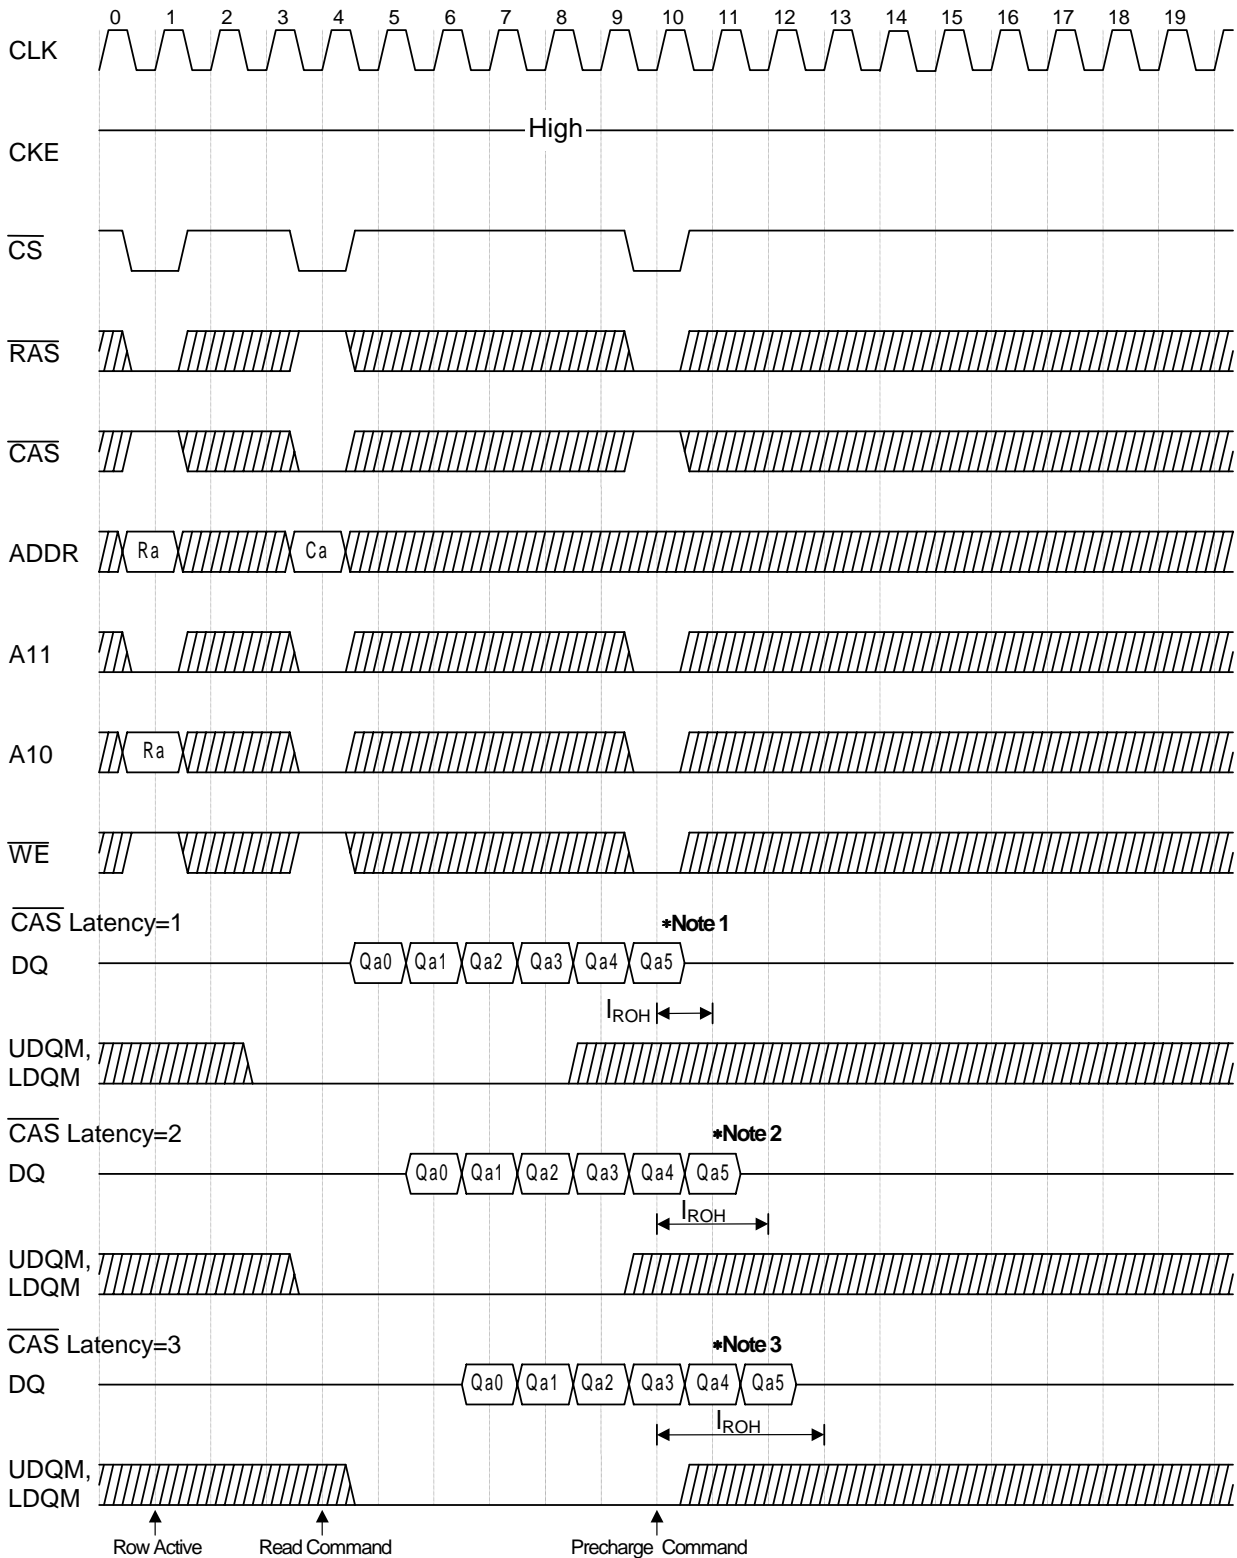 0 1 2 3 4 5 6 7 8 9 10 11 12 13 14 15 16 17 18 19
CLK
High
CKE
CS
RAS
CAS
ADDR Ra Ca
A11
A10 Ra
WE
CAS Latency=1 *Note 1
DQ Qa0 Qa1 Qa2 Qa3 Qa4 Qa5
IROH
UDQM,
LDQM
CAS Latency=2 *Note 2
DQ Qa0 Qa1 Qa2 Qa3 Qa4 Qa5
IROH
UDQM,
LDQM
CAS Latency=3 *Note 3
DQ Qa0 Qa1 Qa2 Qa3 Qa4 Qa5
IROH
UDQM,
LDQM
Row Active Read Command Precharge Command